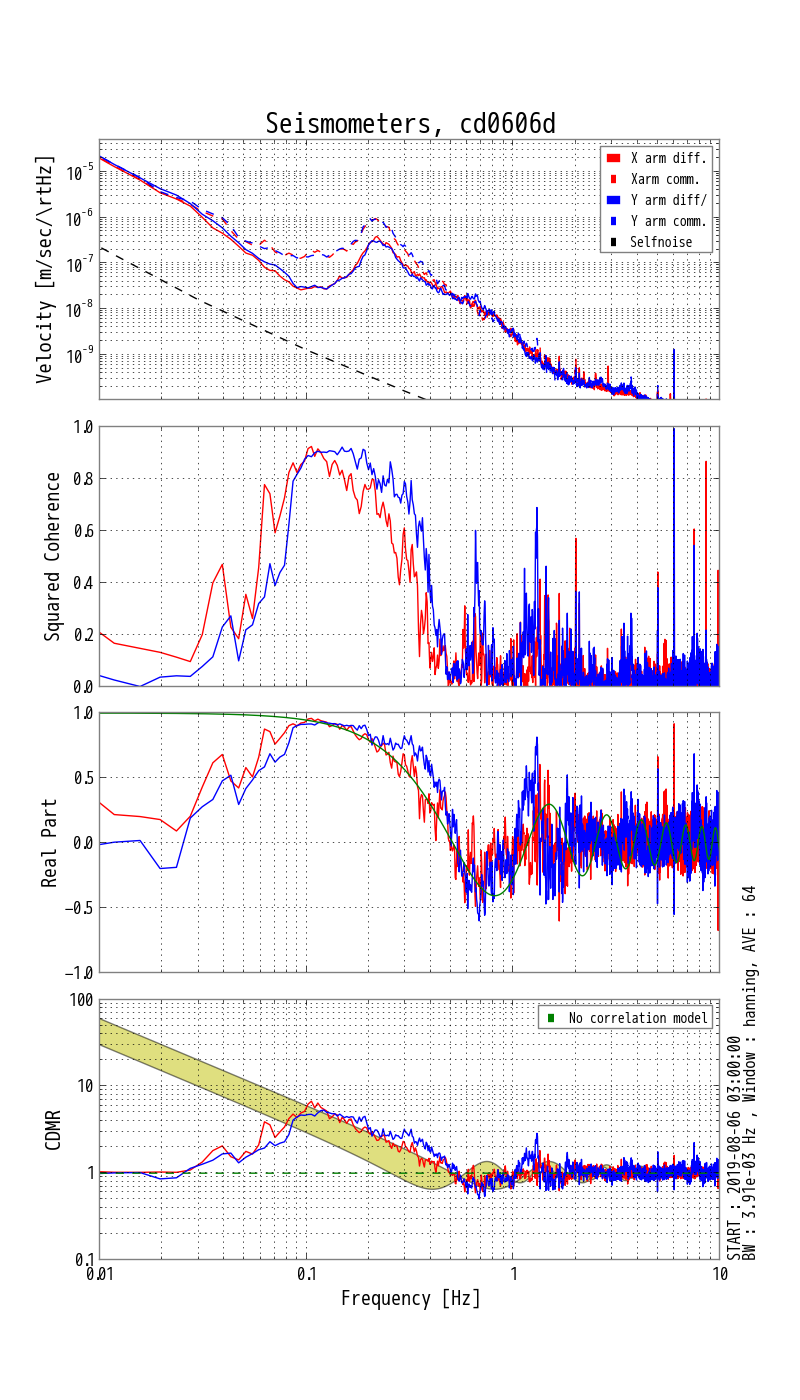 Seismometers, cd0606d
Velocity [m/sec/\rtHz]
10^-5
10^-6
10^-7
10^-8
10^-9
X arm diff.
Xarm comm.
Y arm diff/
Y arm comm.
Selfnoise
Squared Coherence
1.0
0.8
0.6
0.4
0.2
0.0
Real Part
1.0
0.5
0.0
−0.5
−1.0
CDMR
100
10
1
0.1
No correlation model
0.01
0.1
1
10
Frequency [Hz]
START : 2019-08-06 03:00:00
BW : 3.91e-03 Hz , Window : hanning, AVE : 64